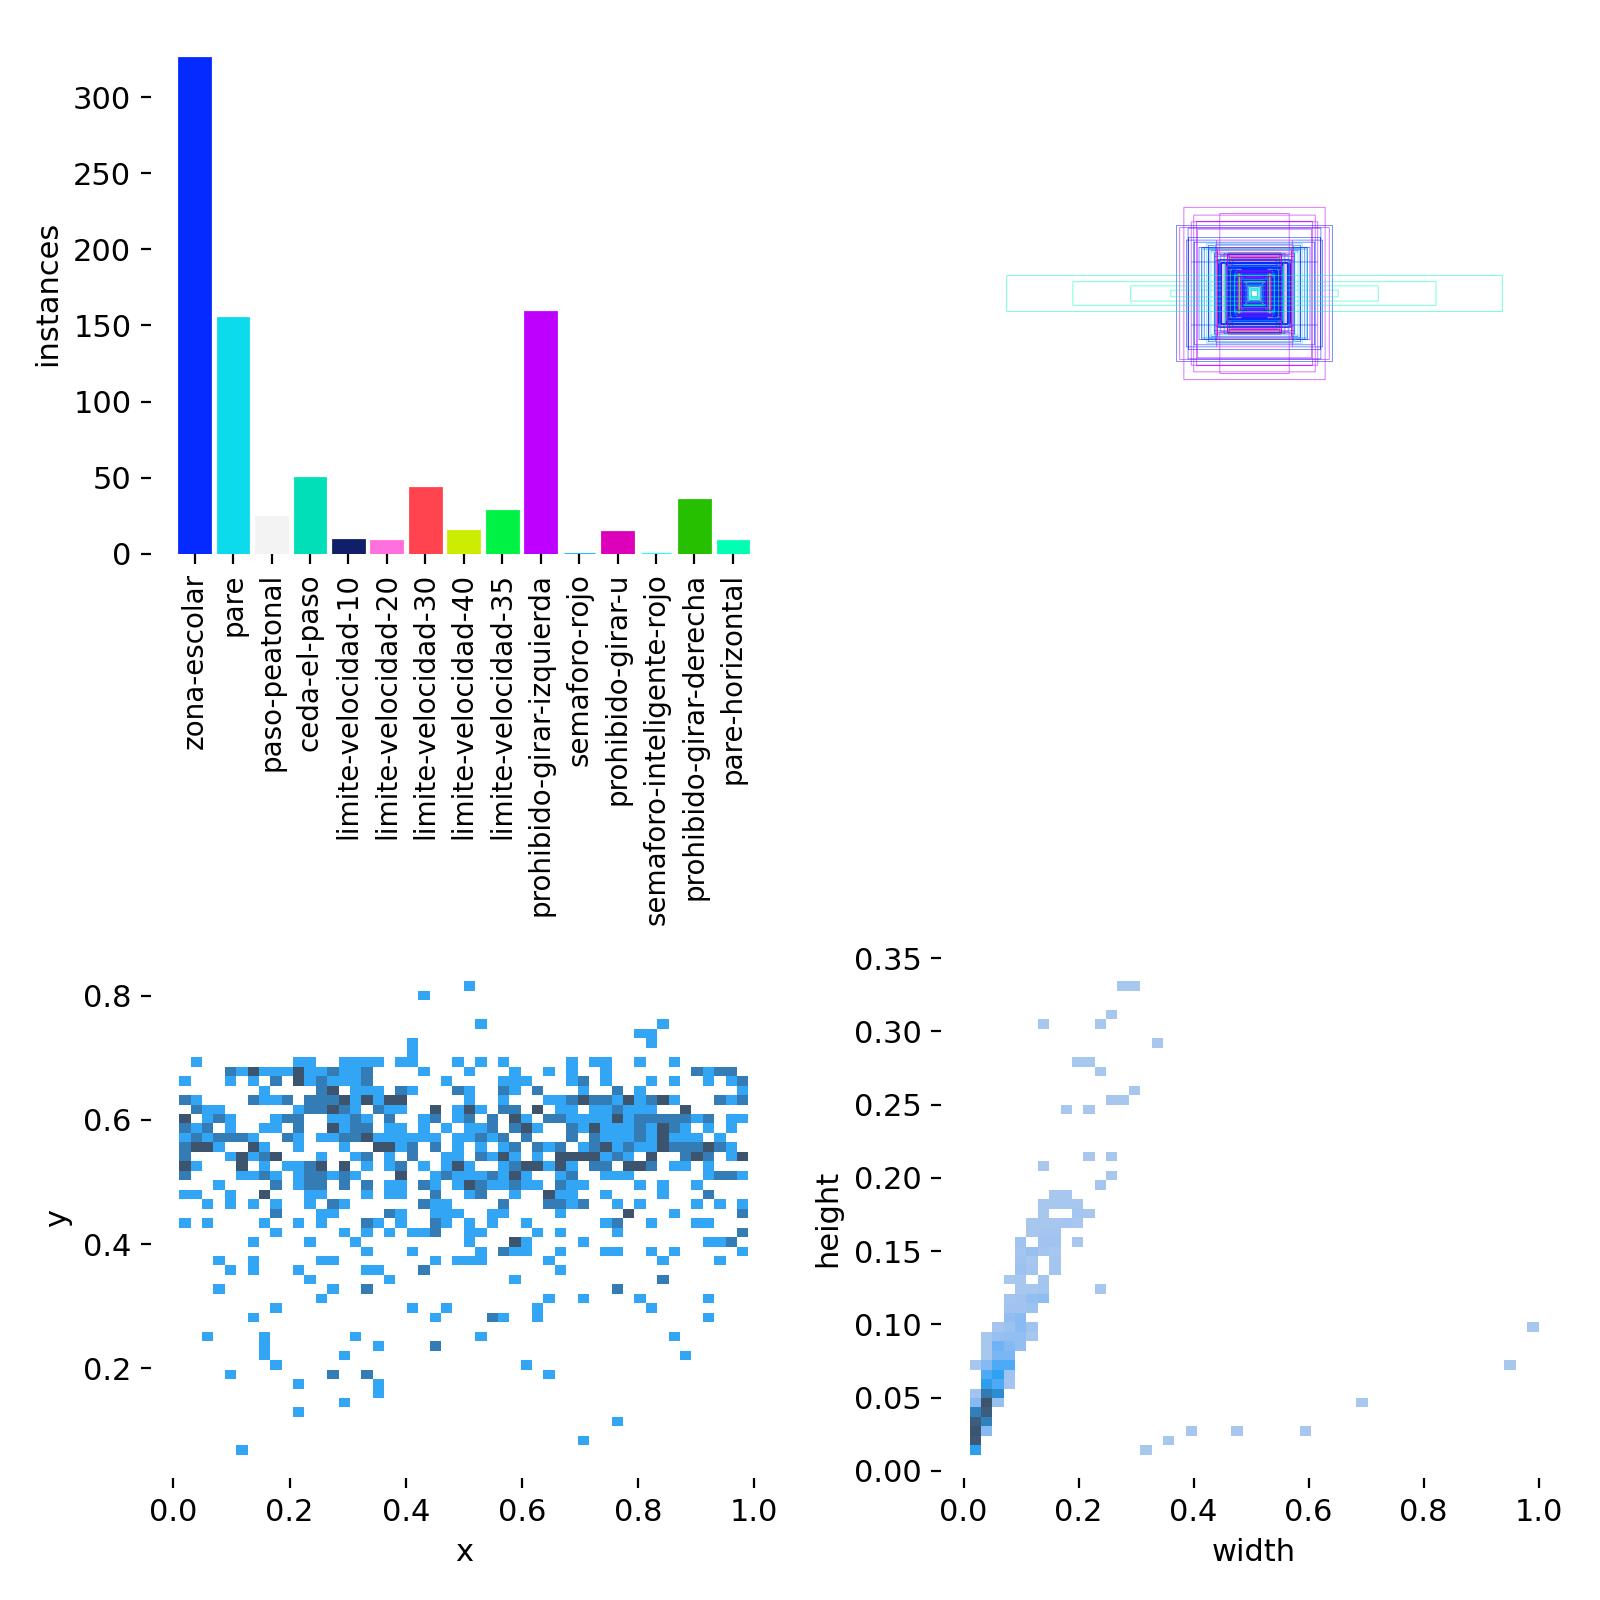 300
250
200
150
100
50
0
instances
zona-escolar
pare
paso-peatonal
ceda-el-paso
limite-velocidad-10
limite-velocidad-20
limite-velocidad-30
limite-velocidad-40
limite-velocidad-35
prohibido-girar-izquierda
semaforo-rojo
prohibido-girar-u
semaforo-inteligente-rojo
prohibido-girar-derecha
pare-horizontal
0.8
0.6
0.4
0.2
y
0.0 0.2 0.4 0.6 0.8 1.0
x
0.35
0.30
0.25
0.20
0.15
0.10
0.05
0.00
height
0.0 0.2 0.4 0.6 0.8 1.0
width